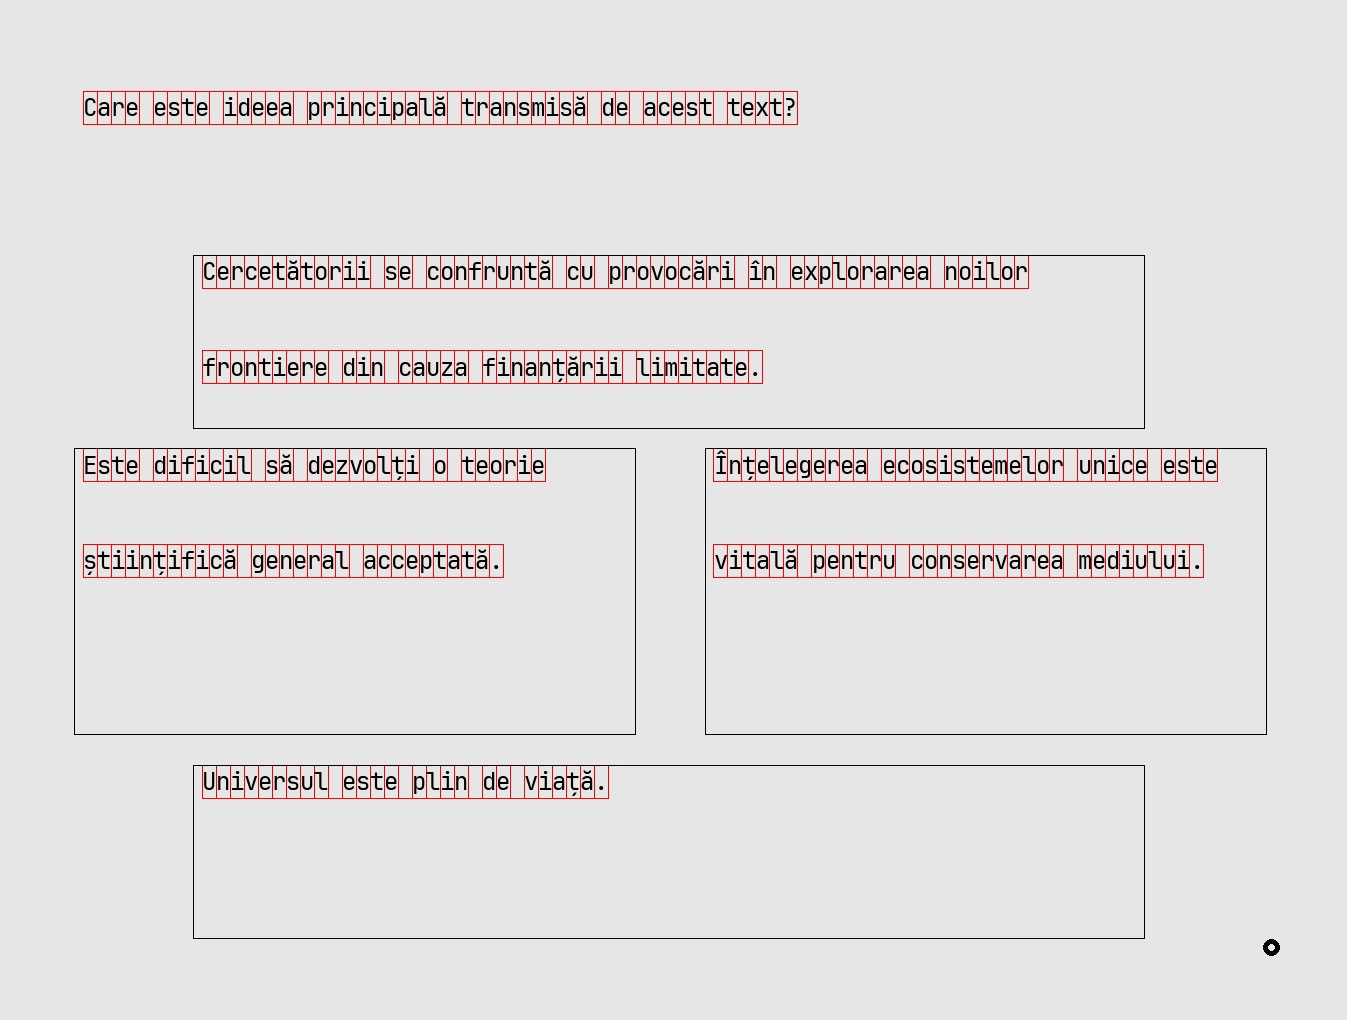 Care este ideea principală transmisă de acest text?
Cercetătorii se confruntă cu provocări în explorarea noilor
frontiere din cauza finanțării limitate.
Este dificil să dezvolți o teorie
științifică general acceptată.
Înțelegerea ecosistemelor unice este
vitală pentru conservarea mediului.
Universul este plin de viață.